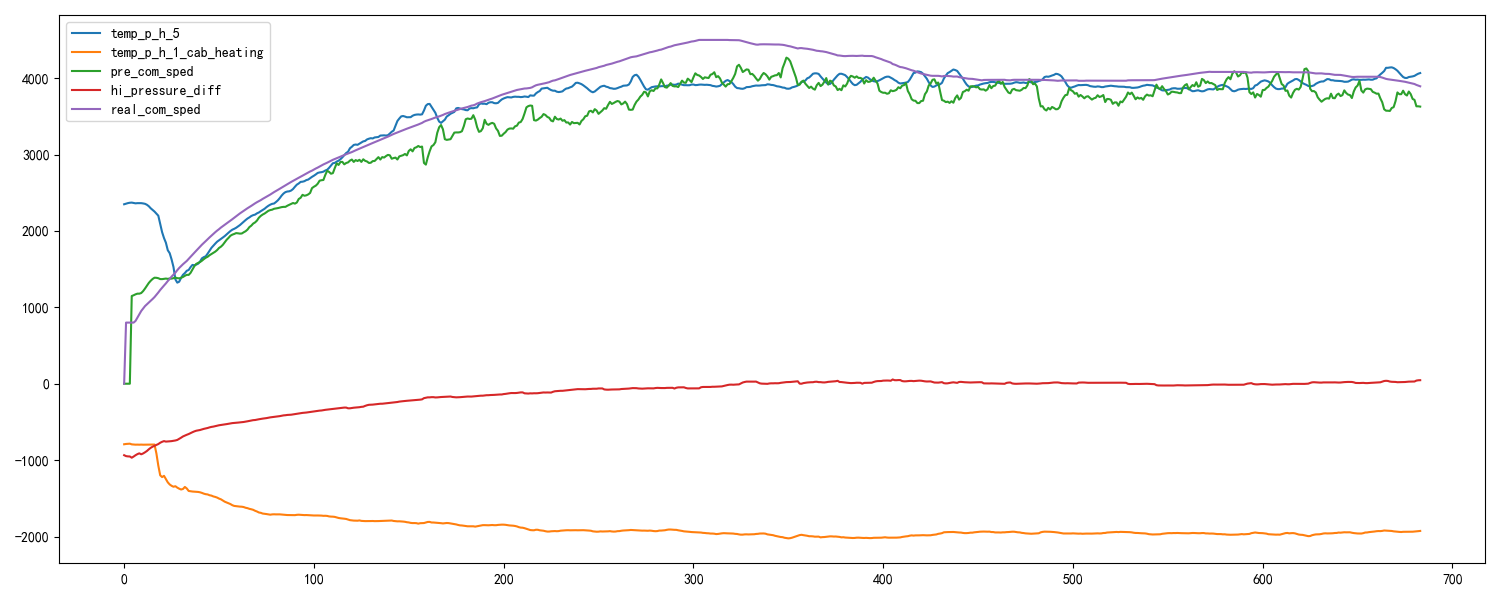 temp_p_h_5
temp_p_h_1_cab_heating
pre_com_sped
hi_pressure_diff
real_com_sped
4000
3000
2000
1000
0
−1000
−2000
0 100 200 300 400 500 600 700